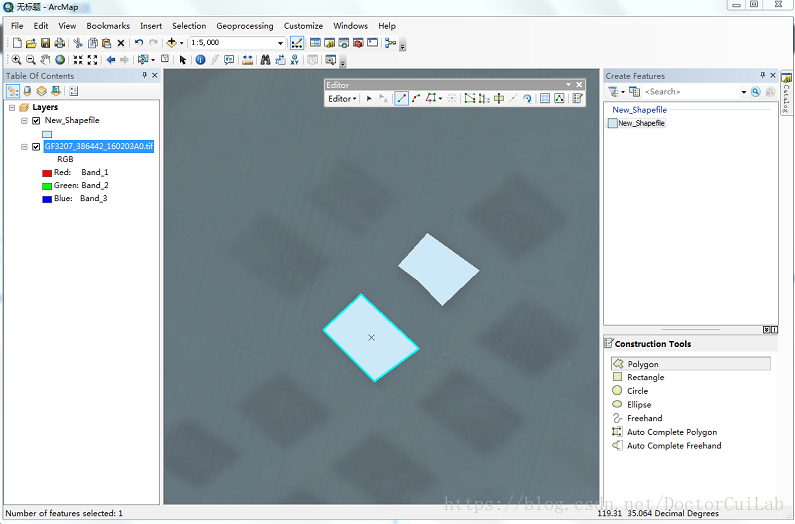 无标题 - ArcMap
File Edit View Bookmarks Insert Selection Geoprocessing Customize Windows Help
1:5,000
Table Of Contents
Layers
New_Shapefile
GF3207_386442_160203A0.tif
RGB
Red: Band_1
Green: Band_2
Blue: Band_3
Editor
Editor
Create Features
<Search>
New_Shapefile
New_Shapefile
Catalog
Construction Tools
Polygon
Rectangle
Circle
Ellipse
Freehand
Auto Complete Polygon
Auto Complete Freehand
https://blog.csdn.net/DoctorCuiLab
Number of features selected: 1
119.31 35.064 Decimal Degrees